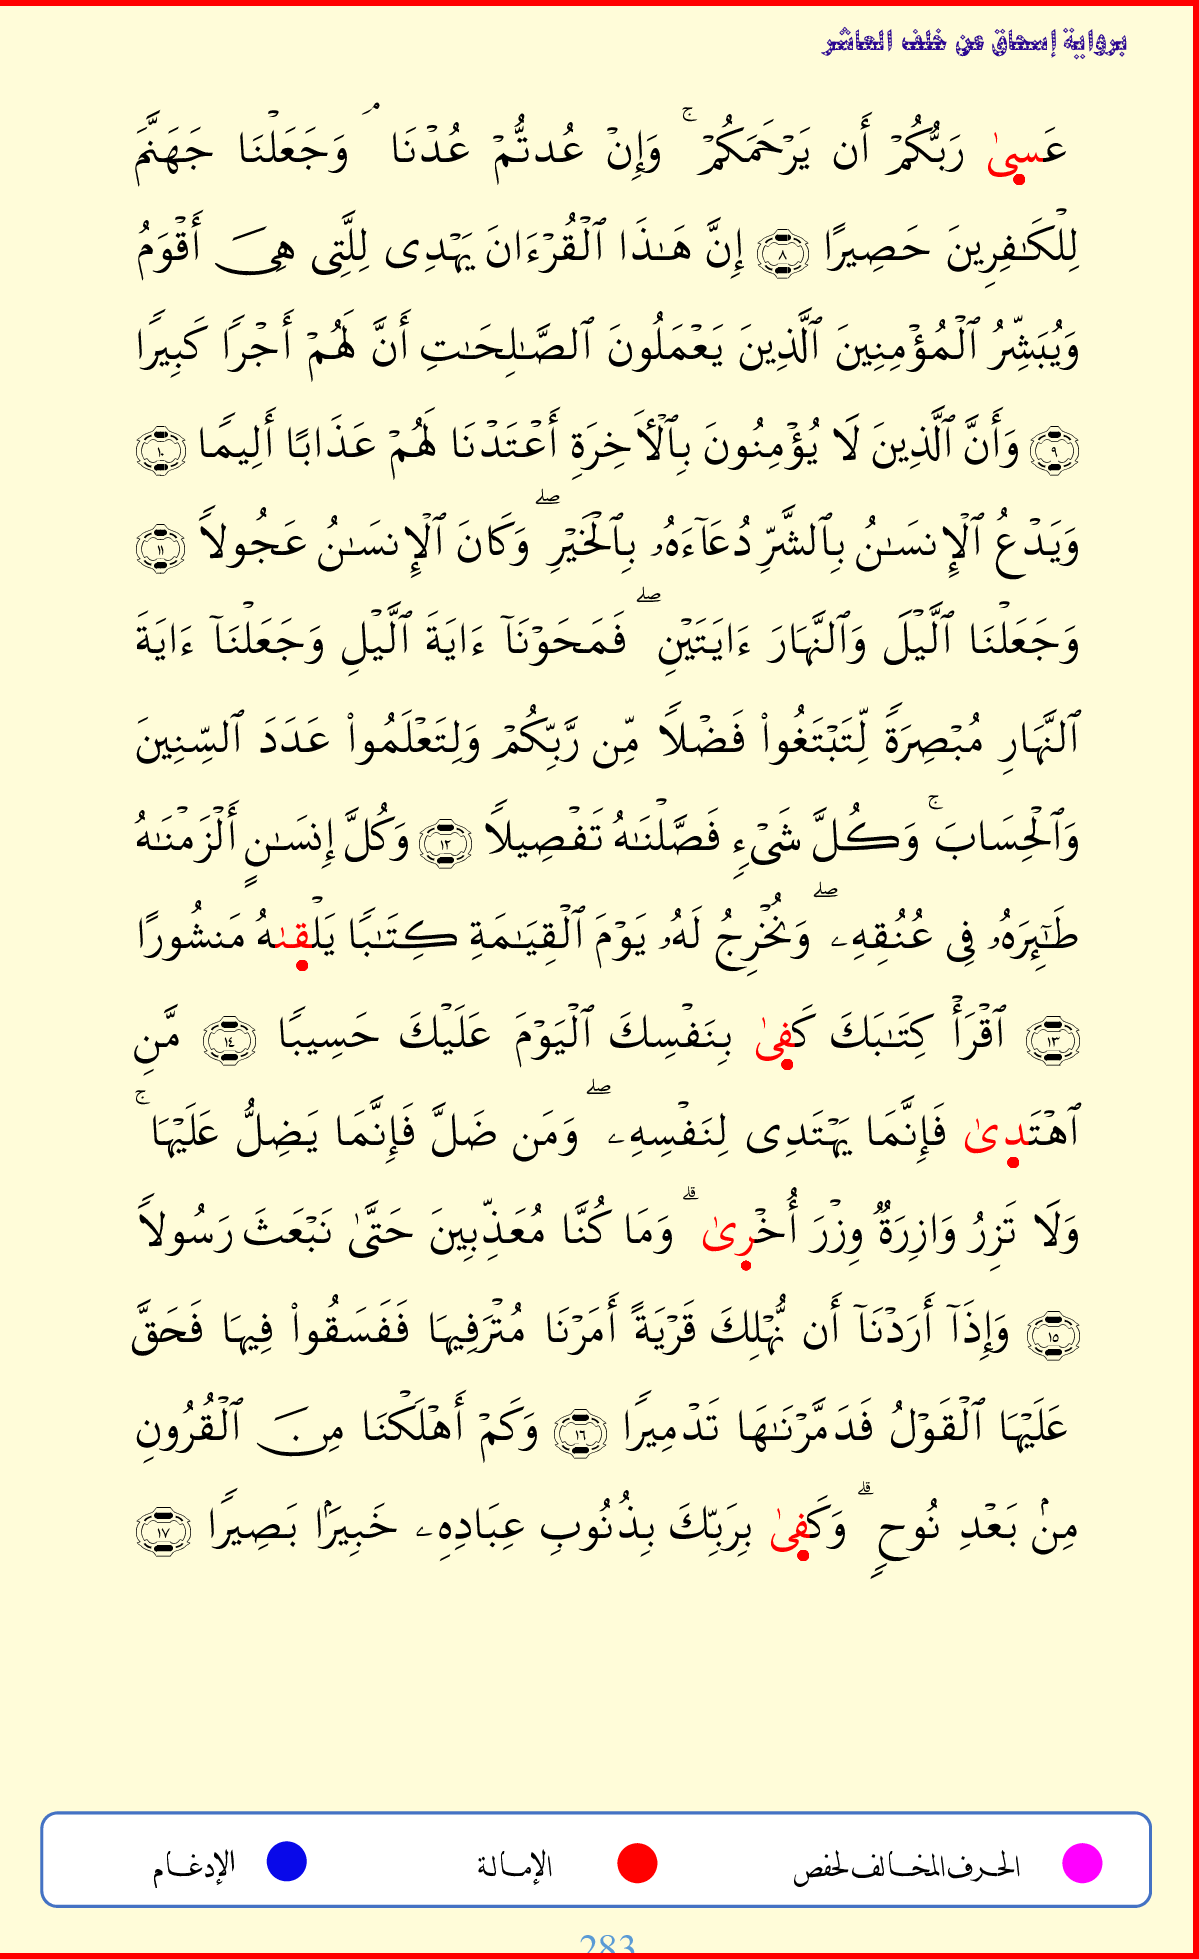 برواية إسحاق عن خلف العاشر
عَسىٰ رَبُّكُمۡ أَن يَرۡحَمَكُمۡۚ وَإِنۡ عُدتُّمۡ عُدۡنَاۘ وَجَعَلۡنَا جَهَنَّمَ
لِلۡكَٰفِرِينَ حَصِيرًا ٨ إِنَّ هَٰذَا ٱلۡقُرۡءَانَ يَهۡدِى لِلَّتِى هِىَ أَقۡوَمُ
وَيُبَشِّرُ ٱلۡمُؤۡمِنِينَ ٱلَّذِينَ يَعۡمَلُونَ ٱلصَّٰلِحَٰتِ أَنَّ لَهُمۡ أَجۡرًا كَبِيرًا
٩ وَأَنَّ ٱلَّذِينَ لَا يُؤۡمِنُونَ بِٱلۡأٓخِرَةِ أَعۡتَدۡنَا لَهُمۡ عَذَابًا أَلِيمًا ١٠
وَيَدۡعُ ٱلۡإِنسَٰنُ بِٱلشَّرِّ دُعَآءَهُۥ بِٱلۡخَيۡرِۖ وَكَانَ ٱلۡإِنسَٰنُ عَجُولًا ١١
وَجَعَلۡنَا ٱلَّيۡلَ وَٱلنَّهَارَ ءَايَتَيۡنِۖ فَمَحَوۡنَآ ءَايَةَ ٱلَّيۡلِ وَجَعَلۡنَآ ءَايَةَ
ٱلنَّهَارِ مُبۡصِرَةً لِّتَبۡتَغُوا۟ فَضۡلًا مِّن رَّبِّكُمۡ وَلِتَعۡلَمُوا۟ عَدَدَ ٱلسِّنِينَ
وَٱلۡحِسَابَۚ وَكُلَّ شَىۡءٍ فَصَّلۡنَٰهُ تَفۡصِيلًا ١٢ وَكُلَّ إِنسَٰنٍ أَلۡزَمۡنَٰهُ
طَٰٓئِرَهُۥ فِى عُنُقِهِۦۖ وَنُخۡرِجُ لَهُۥ يَوۡمَ ٱلۡقِيَٰمَةِ كِتَٰبًا يَلۡقىٰهُ مَنشُورًا
١٣ ٱقۡرَأۡ كِتَٰبَكَ كَفىٰ بِنَفۡسِكَ ٱلۡيَوۡمَ عَلَيۡكَ حَسِيبًا ١٤ مَّنِ
ٱهۡتَدىٰ فَإِنَّمَا يَهۡتَدِى لِنَفۡسِهِۦۖ وَمَن ضَلَّ فَإِنَّمَا يَضِلُّ عَلَيۡهَاۚ
وَلَا تَزِرُ وَازِرَةٌ وِزۡرَ أُخۡرىٰۗ وَمَا كُنَّا مُعَذِّبِينَ حَتَّىٰ نَبۡعَثَ رَسُولًا
١٥ وَإِذَآ أَرَدۡنَآ أَن نُّهۡلِكَ قَرۡيَةً أَمَرۡنَا مُتۡرَفِيهَا فَفَسَقُوا۟ فِيهَا فَحَقَّ
عَلَيۡهَا ٱلۡقَوۡلُ فَدَمَّرۡنَٰهَا تَدۡمِيرًا ١٦ وَكَمۡ أَهۡلَكۡنَا مِنَ ٱلۡقُرُونِ
مِنۢ بَعۡدِ نُوحٍۗ وَكَفىٰ بِرَبِّكَ بِذُنُوبِ عِبَادِهِۦ خَبِيرَۢا بَصِيرًا ١٧
الحرف المخالف لحفص الإمالة الإدغام
283